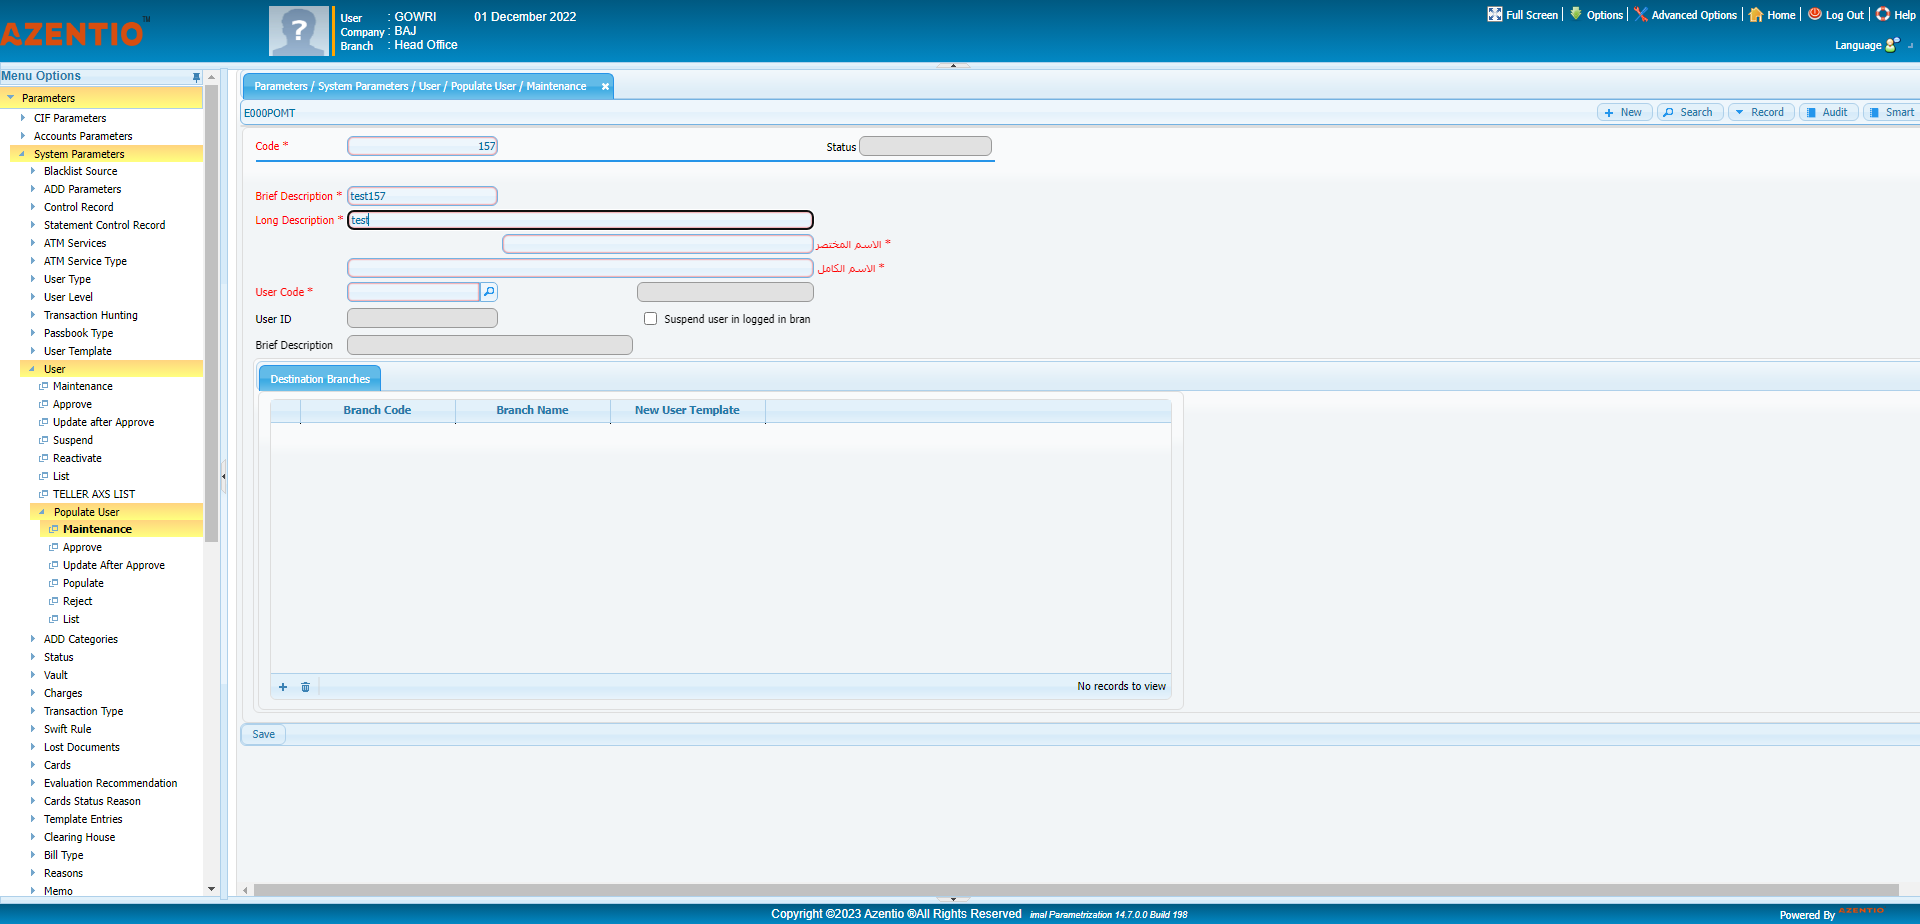 AZENTIO™
User : GOWRI 01 December 2022
Company : BAJ
Branch : Head Office
Full Screen Options Advanced Options Home Log Out Help
Language
Menu Options
Parameters
CIF Parameters
Accounts Parameters
System Parameters
Blacklist Source
ADD Parameters
Control Record
Statement Control Record
ATM Services
ATM Service Type
User Type
User Level
Transaction Hunting
Passbook Type
User Template
User
Maintenance
Approve
Update after Approve
Suspend
Reactivate
List
TELLER AXS LIST
Populate User
Maintenance
Approve
Update After Approve
Populate
Reject
List
ADD Categories
Status
Vault
Charges
Transaction Type
Swift Rule
Lost Documents
Cards
Evaluation Recommendation
Cards Status Reason
Template Entries
Clearing House
Bill Type
Reasons
Memo
Parameters / System Parameters / User / Populate User / Maintenance
E000POMT
New Search Record Audit Smart
Code * 157 Status
Brief Description * test157
Long Description * test
الاسم المختصر *
الاسم الكامل *
User Code *
User ID Suspend user in logged in bran
Brief Description
Destination Branches
Branch Code Branch Name New User Template
No records to view
Save
Copyright ©2023 Azentio ®All Rights Reserved imal Parametrization 14.7.0.0 Build 198
Powered By AZENTIO